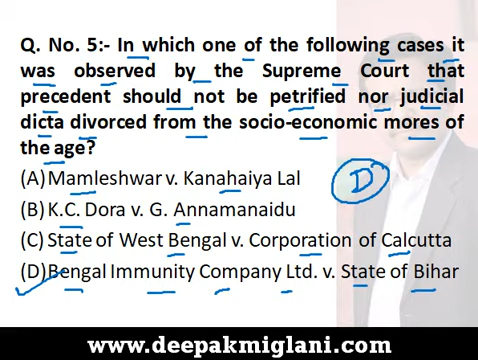 Q. No. 5:- In which one of the following cases it
was observed by the Supreme Court that
precedent should not be petrified nor judicial
dicta divorced from the socio-economic mores of
the age?
(A) Mamleshwar v. Kanahaiya Lal
(B) K.C. Dora v. G. Annamanaidu
(C) State of West Bengal v. Corporation of Calcutta
(D) Bengal Immunity Company Ltd. v. State of Bihar
D
www.deepakmiglani.com